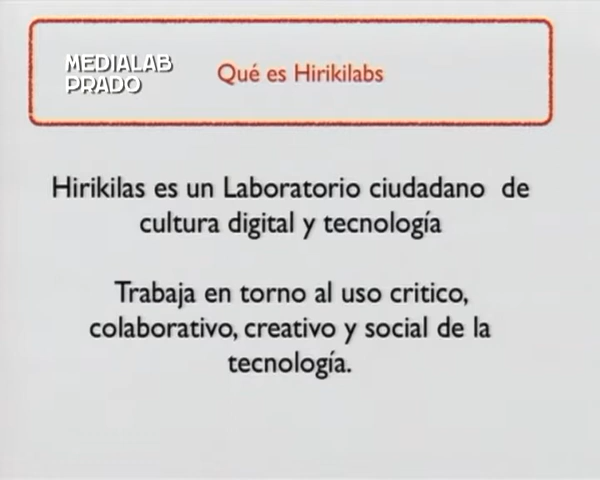 MEDIALAB
PRADO
Qué es Hirikilabs
Hirikilas es un Laboratorio ciudadano de
cultura digital y tecnología
Trabaja en torno al uso critico,
colaborativo, creativo y social de la
tecnología.